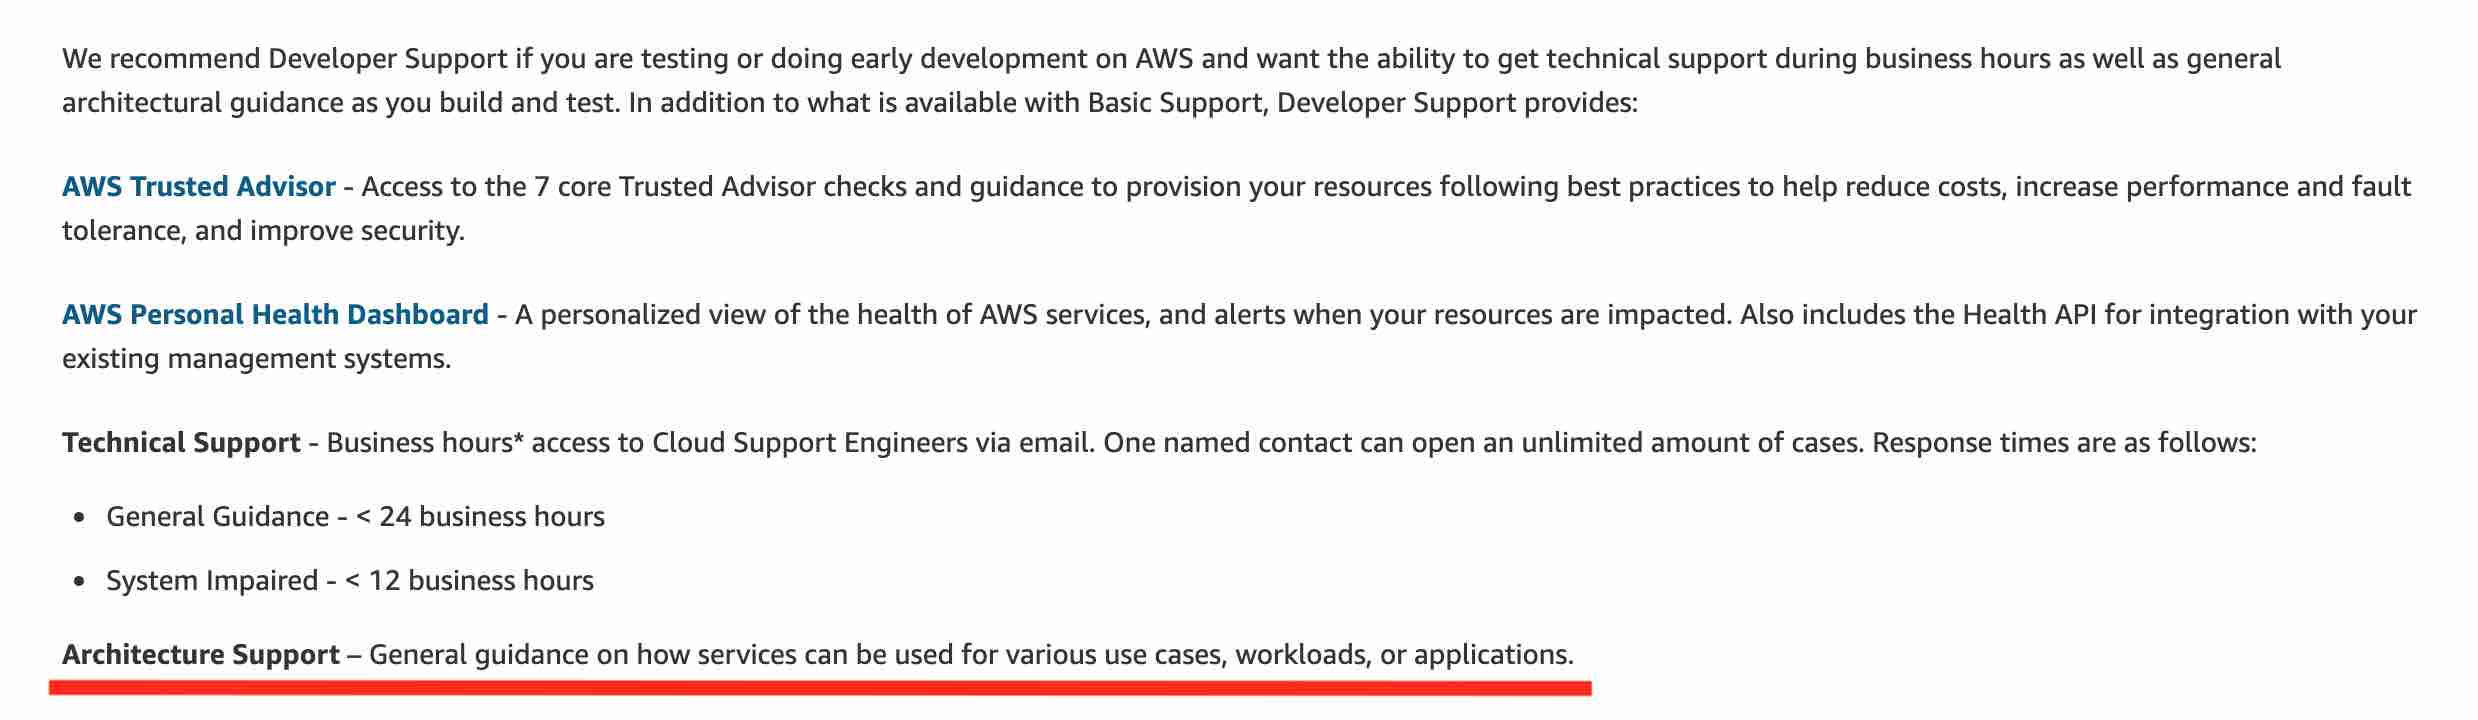 We recommend Developer Support if you are testing or doing early development on AWS and want the ability to get technical support during business hours as well as general
architectural guidance as you build and test. In addition to what is available with Basic Support, Developer Support provides:
AWS Trusted Advisor - Access to the 7 core Trusted Advisor checks and guidance to provision your resources following best practices to help reduce costs, increase performance and fault
tolerance, and improve security.
AWS Personal Health Dashboard - A personalized view of the health of AWS services, and alerts when your resources are impacted. Also includes the Health API for integration with your
existing management systems.
Technical Support - Business hours* access to Cloud Support Engineers via email. One named contact can open an unlimited amount of cases. Response times are as follows:
• General Guidance - < 24 business hours
• System Impaired - < 12 business hours
Architecture Support – General guidance on how services can be used for various use cases, workloads, or applications.